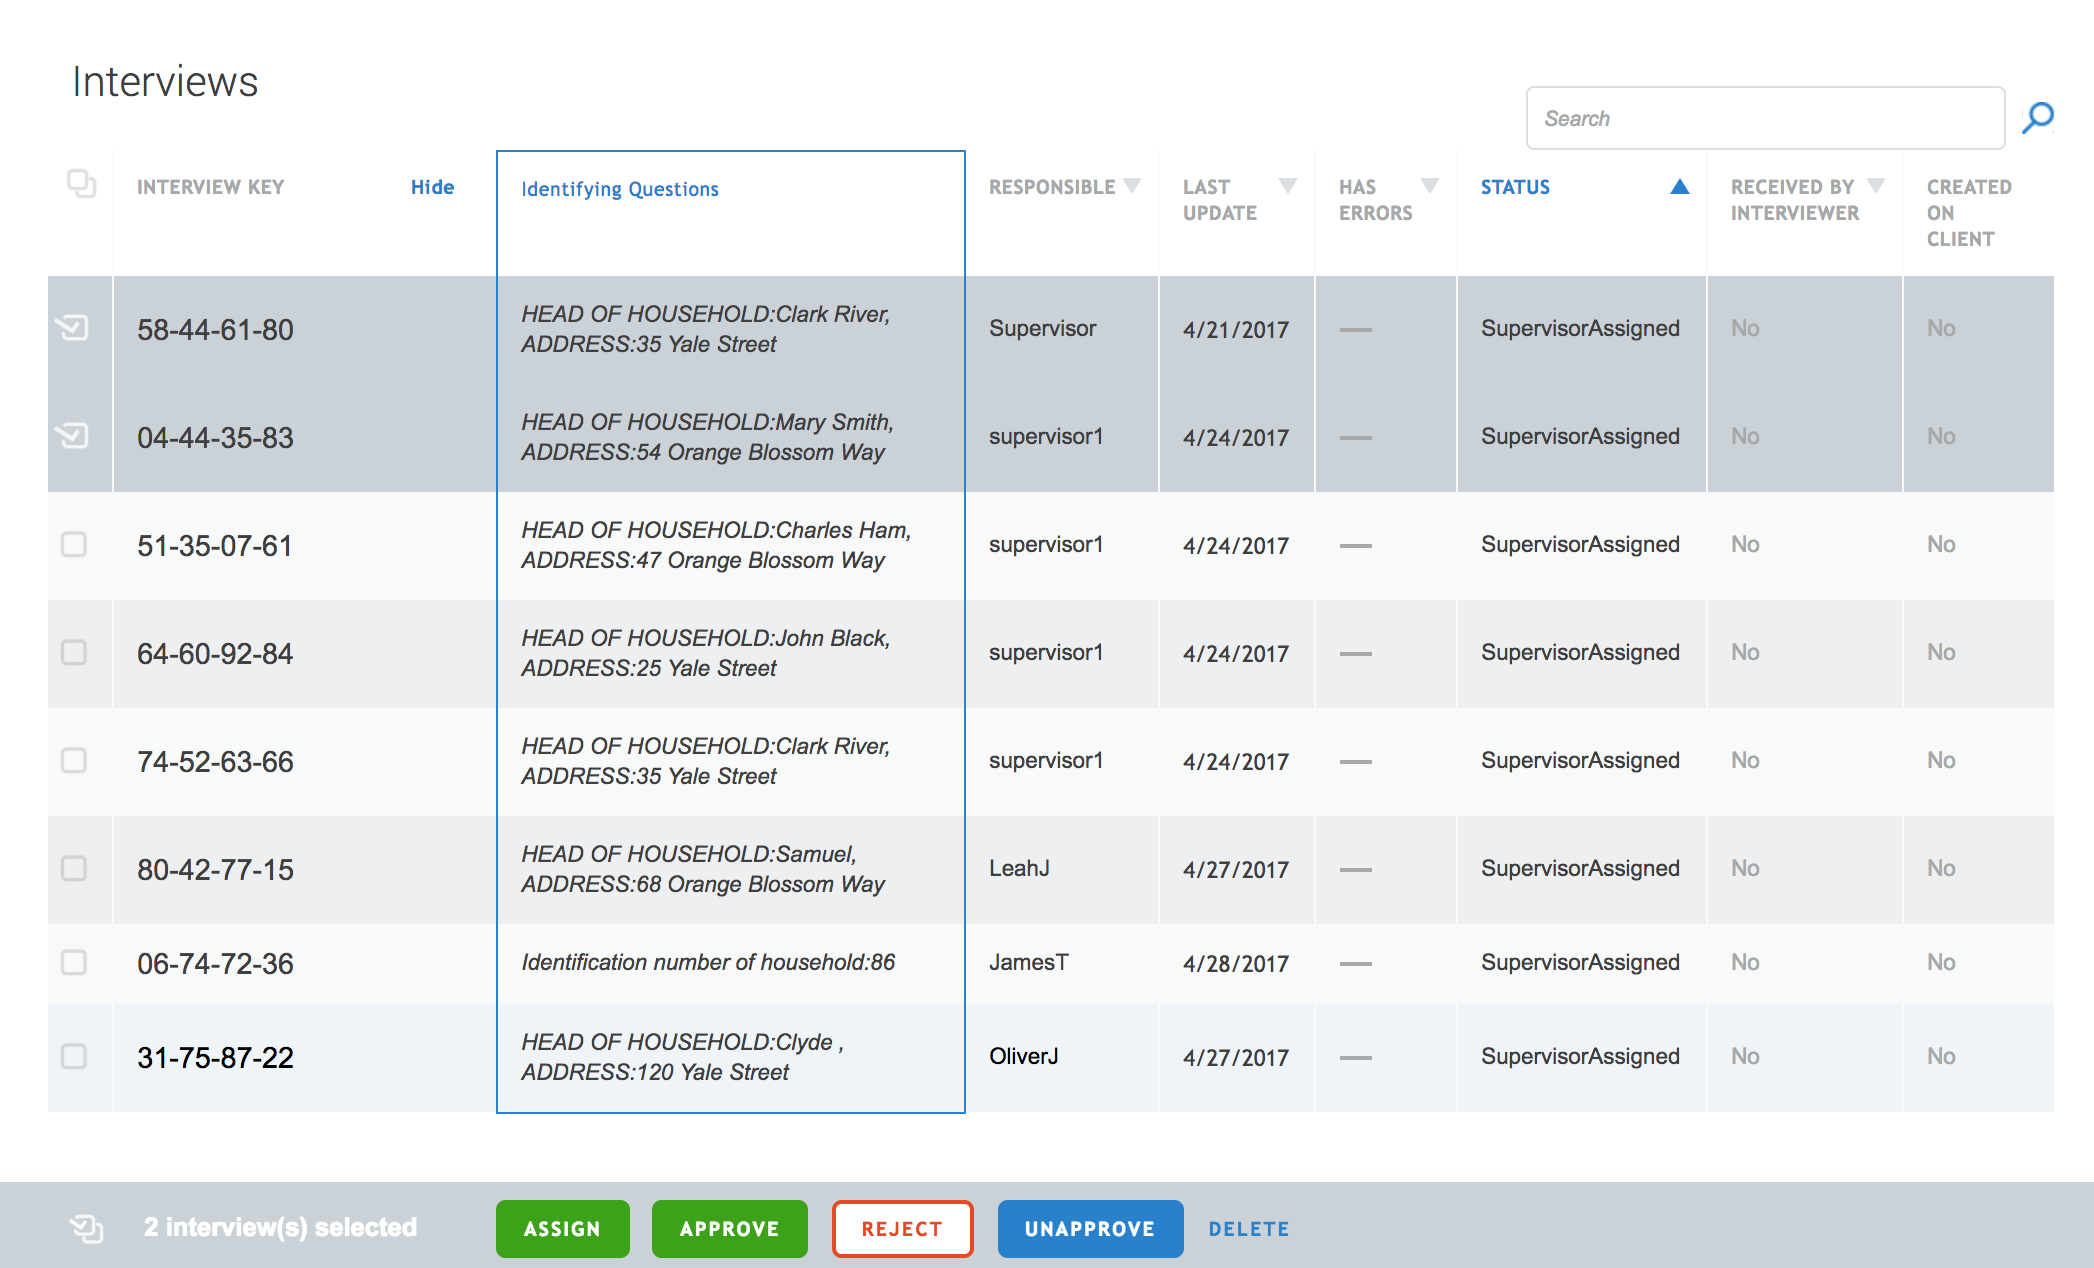 Interviews
Search
INTERVIEW KEY Hide Identifying Questions RESPONSIBLE LAST HAS STATUS RECEIVED BY CREATED
UPDATE ERRORS INTERVIEWER ON
CLIENT
HEAD OF HOUSEHOLD:Clark River,
58-44-61-80 Supervisor 4/21/2017 — SupervisorAssigned No No
ADDRESS:35 Yale Street
HEAD OF HOUSEHOLD:Mary Smith,
04-44-35-83 supervisor1 4/24/2017 — SupervisorAssigned No No
ADDRESS:54 Orange Blossom Way
HEAD OF HOUSEHOLD:Charles Ham,
51-35-07-61 supervisor1 4/24/2017 — SupervisorAssigned No No
ADDRESS:47 Orange Blossom Way
HEAD OF HOUSEHOLD:John Black,
64-60-92-84 supervisor1 4/24/2017 — SupervisorAssigned No No
ADDRESS:25 Yale Street
HEAD OF HOUSEHOLD:Clark River,
74-52-63-66 supervisor1 4/24/2017 — SupervisorAssigned No No
ADDRESS:35 Yale Street
HEAD OF HOUSEHOLD:Samuel,
80-42-77-15 LeahJ 4/27/2017 — SupervisorAssigned No No
ADDRESS:68 Orange Blossom Way
06-74-72-36 Identification number of household:86 JamesT 4/28/2017 — SupervisorAssigned No No
HEAD OF HOUSEHOLD:Clyde ,
31-75-87-22 OliverJ 4/27/2017 — SupervisorAssigned No No
ADDRESS:120 Yale Street
2 interview(s) selected ASSIGN APPROVE REJECT UNAPPROVE DELETE